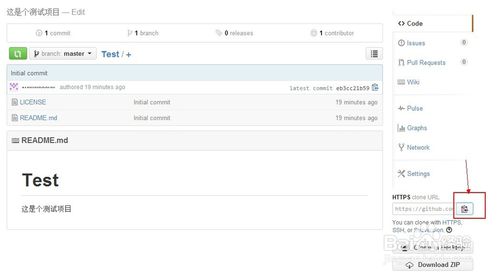 这是个测试项目 — Edit
1 commit
1 branch
0 releases
1 contributor
branch: master
Test / +
Initial commit
authored 19 minutes ago
latest commit eb3cc21b59
LICENSE Initial commit 19 minutes ago
README.md Initial commit 19 minutes ago
README.md
Test
这是个测试项目
Code
Issues 0
Pull Requests 0
Wiki
Pulse
Graphs
Network
Settings
HTTPS clone URL
https://github.com
You can clone with HTTPS,
SSH, or Subversion.
Clone in Desktop
Download ZIP